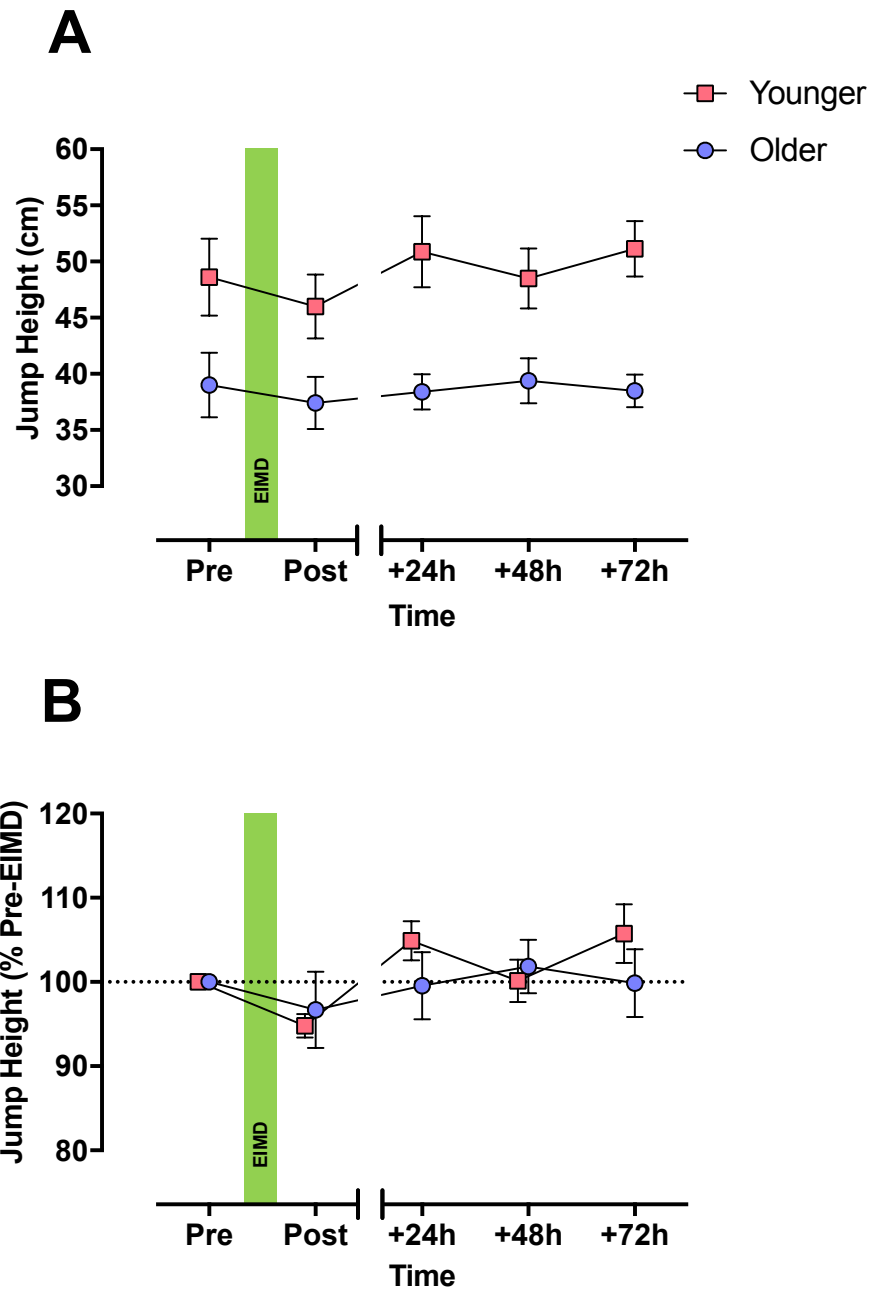 A
Younger
Older
60
55
50
45
40
35
30
Jump Height (cm)
EIMD
Pre Post +24h +48h +72h
Time
B
120
110
100
90
80
Jump Height (% Pre-EIMD)
EIMD
Pre Post +24h +48h +72h
Time